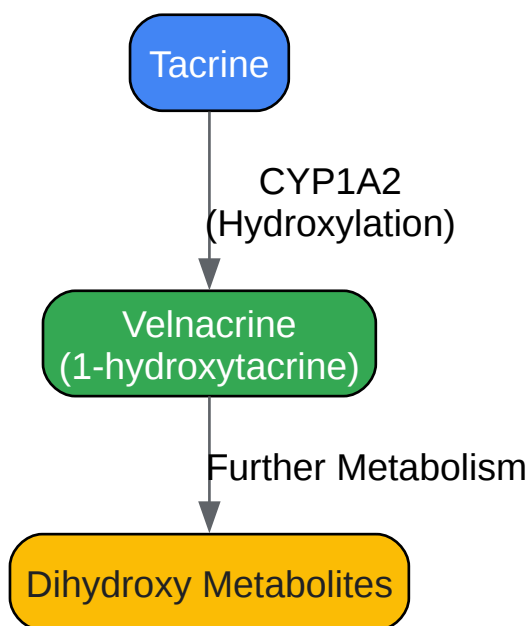 Tacrine
CYP1A2
(Hydroxylation)
Velnacrine
(1-hydroxytacrine)
Further Metabolism
Dihydroxy Metabolites